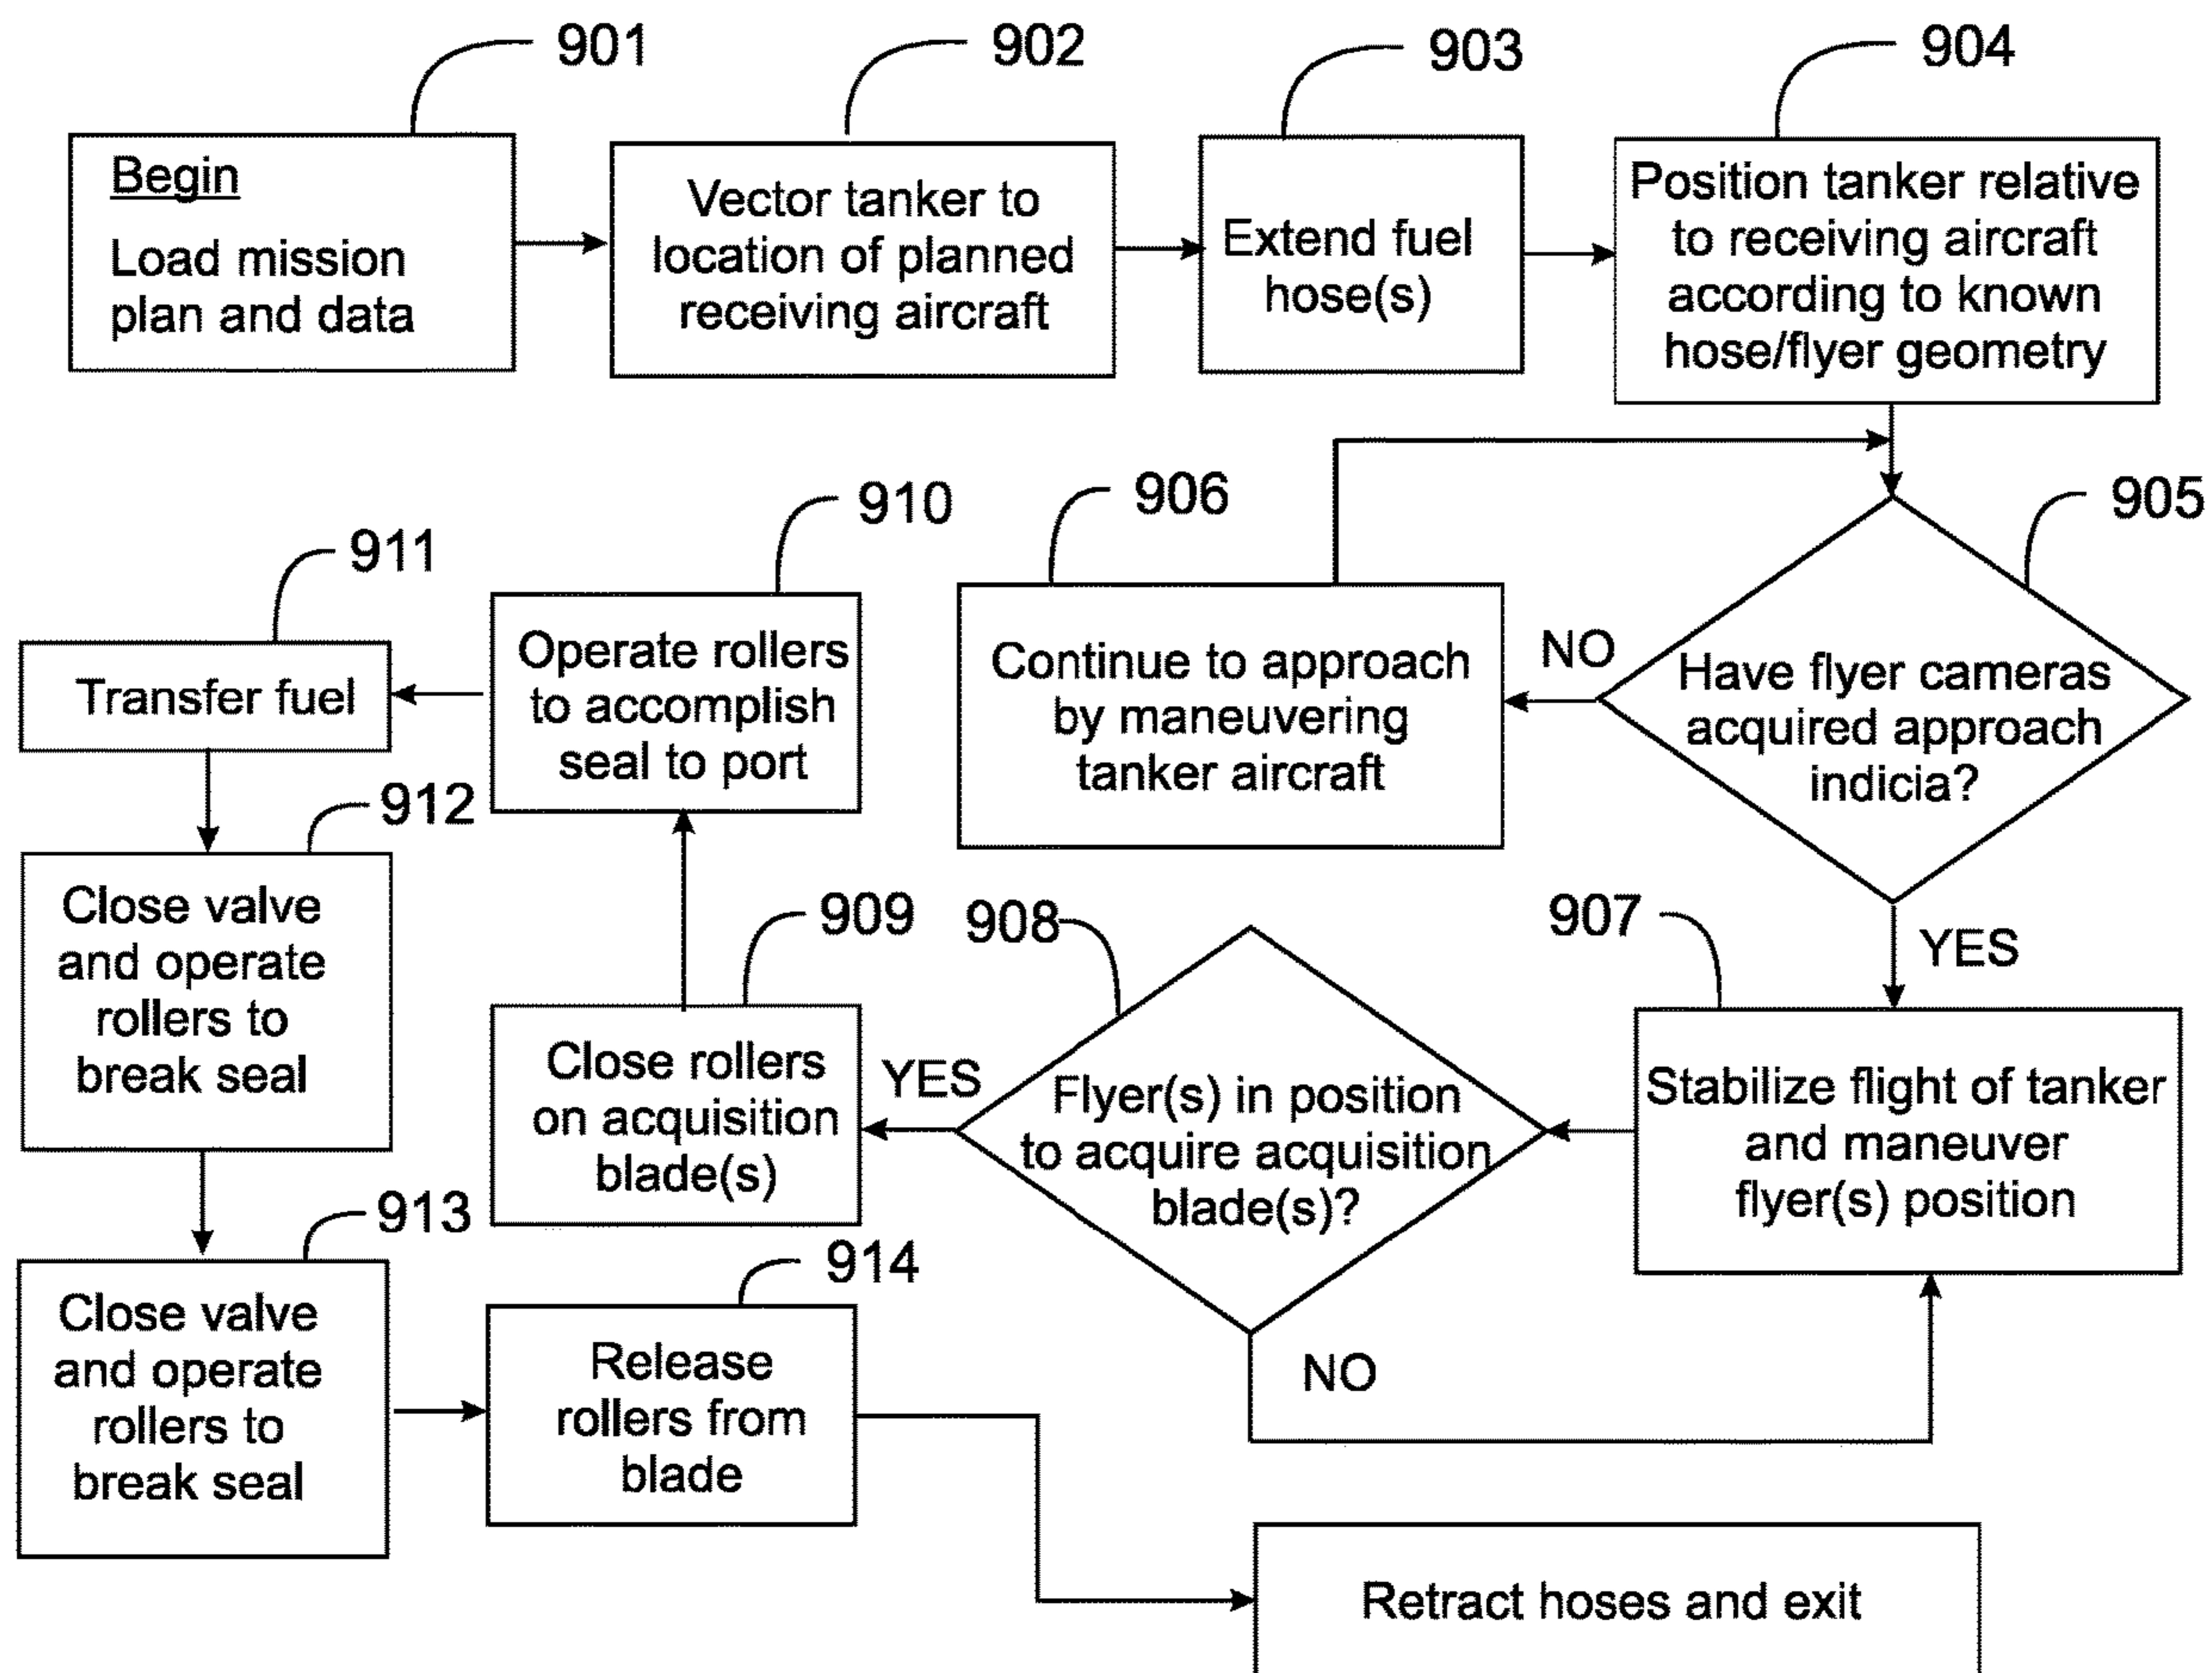 901
Begin
Load mission
plan and data
902
Vector tanker to
location of planned
receiving aircraft
903
Extend fuel
hose(s)
904
Position tanker relative
to receiving aircraft
according to known
hose/flyer geometry
905
Have flyer cameras
acquired approach
indicia?
NO
YES
906
Continue to approach
by maneuvering
tanker aircraft
907
Stabilize flight of tanker
and maneuver
flyer(s) position
908
Flyer(s) in position
to acquire acquisition
blade(s)?
YES
NO
909
Close rollers
on acquisition
blade(s)
910
Operate rollers
to accomplish
seal to port
911
Transfer fuel
912
Close valve
and operate
rollers to
break seal
913
Close valve
and operate
rollers to
break seal
914
Release
rollers from
blade
Retract hoses and exit